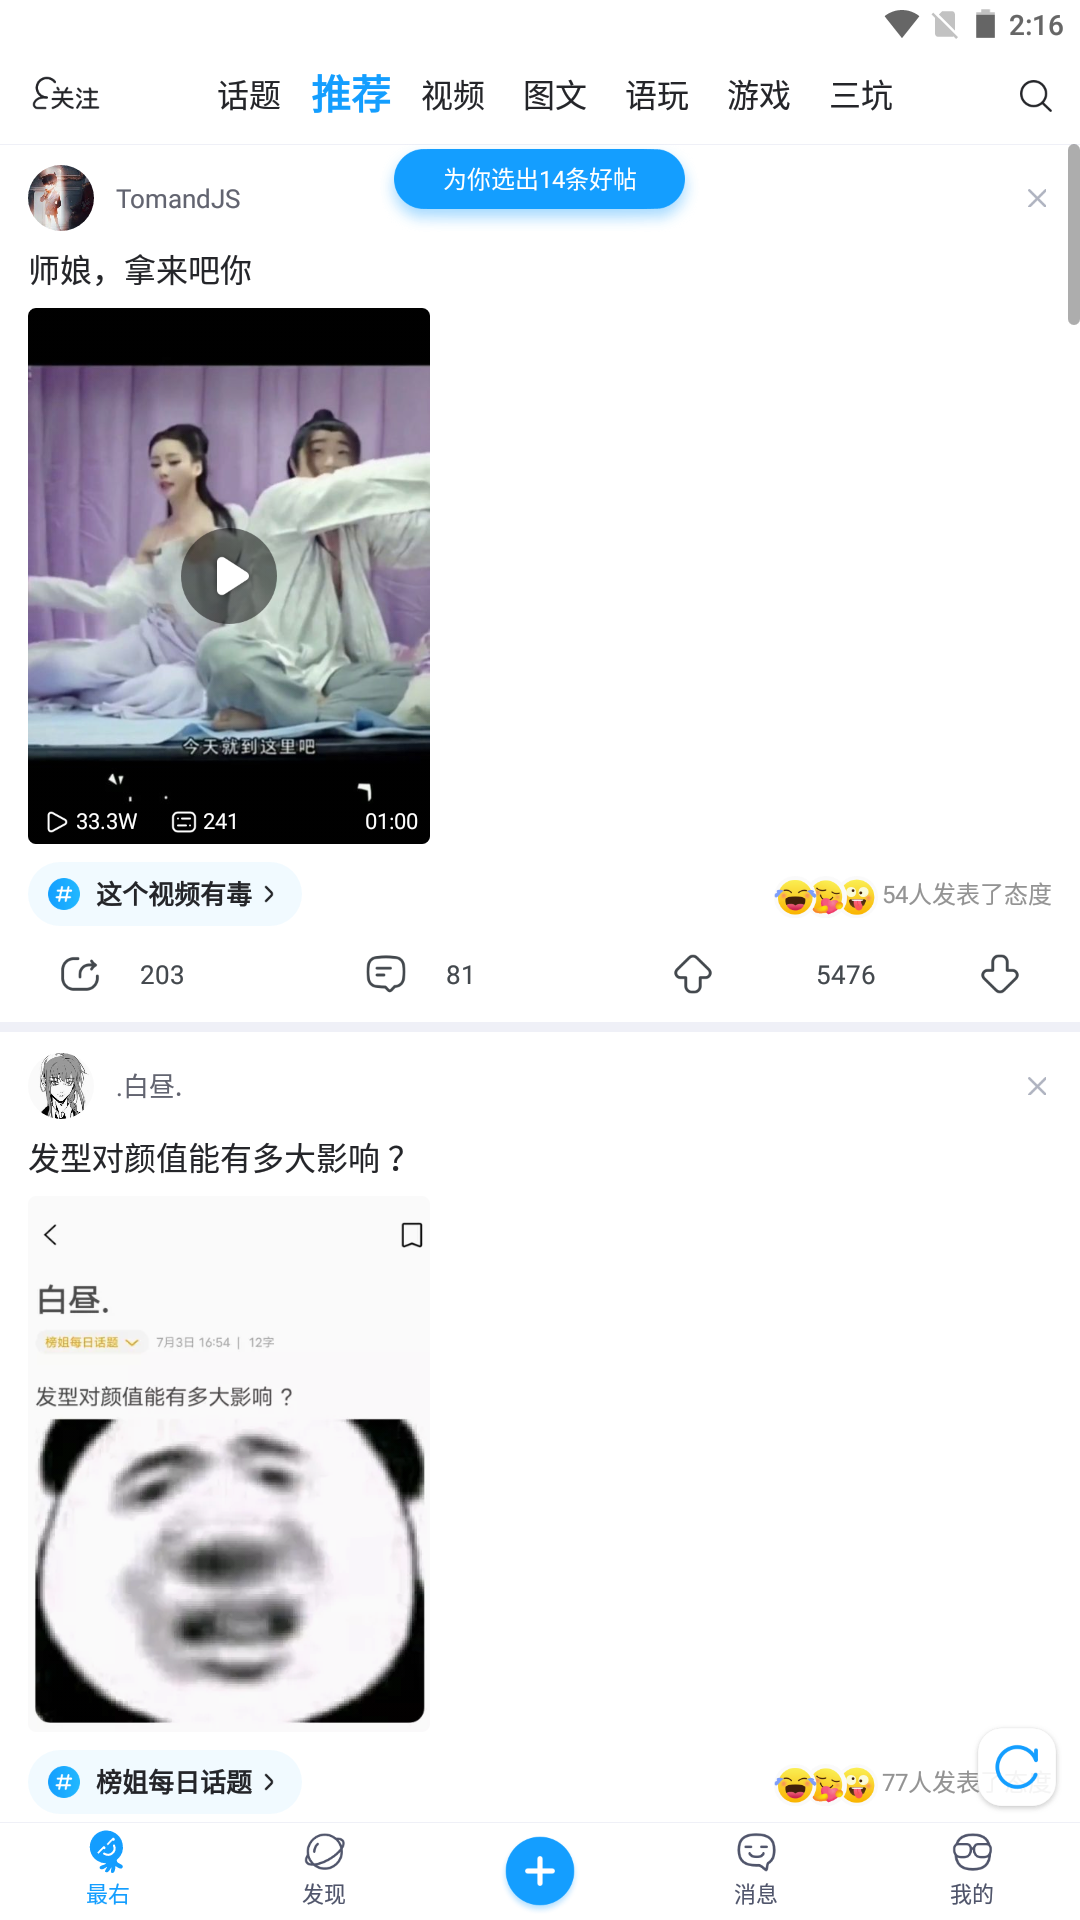 2:16
关注 话题 推荐 视频 图文 语玩 游戏 三坑
为你选出14条好帖
TomandJS
师娘，拿来吧你
今天就到这里吧
33.3W 241 01:00
# 这个视频有毒 54人发表了态度
203 81 5476
.白昼.
发型对颜值能有多大影响？
白昼.
榜姐每日话题 7月3日 16:54 | 12字
发型对颜值能有多大影响？
# 榜姐每日话题 77人发表了态度
最右 发现 消息 我的